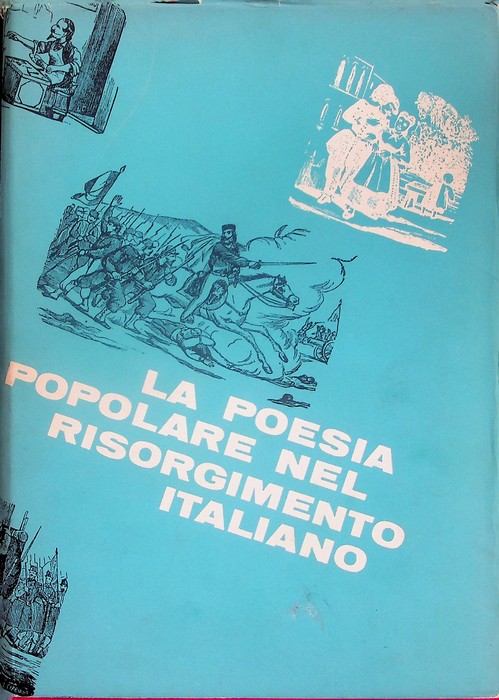 LA POESIA
POPOLARE NEL
RISORGIMENTO
ITALIANO